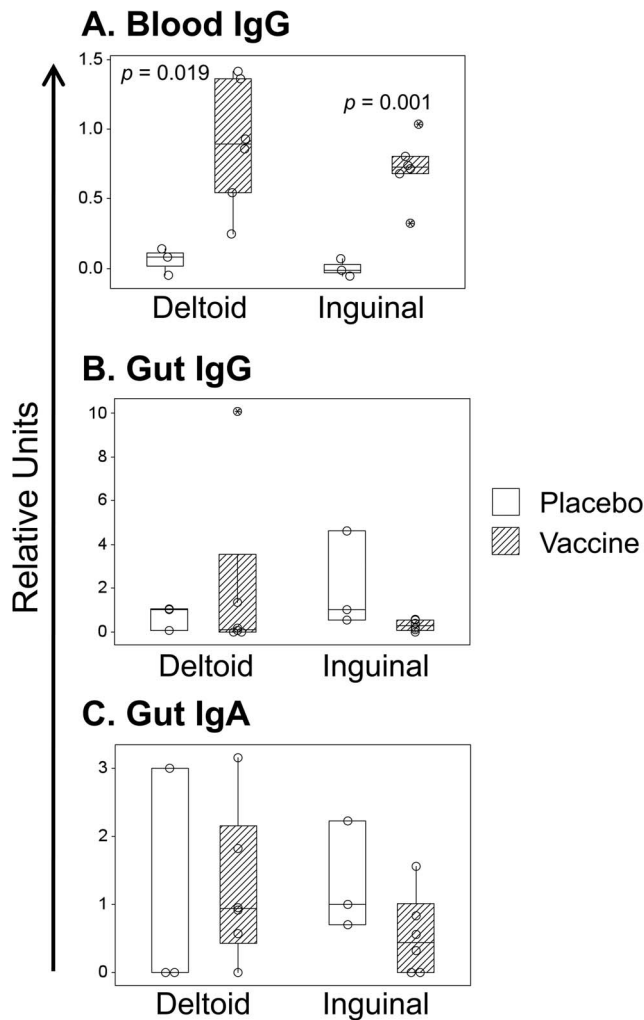 A. Blood IgG
1.5
p = 0.019
p = 0.001
1.0
0.5
0.0
Deltoid Inguinal
B. Gut IgG
10
8
6
4
2
0
Deltoid Inguinal
C. Gut IgA
3
2
1
0
Deltoid Inguinal
Relative Units
Placebo
Vaccine